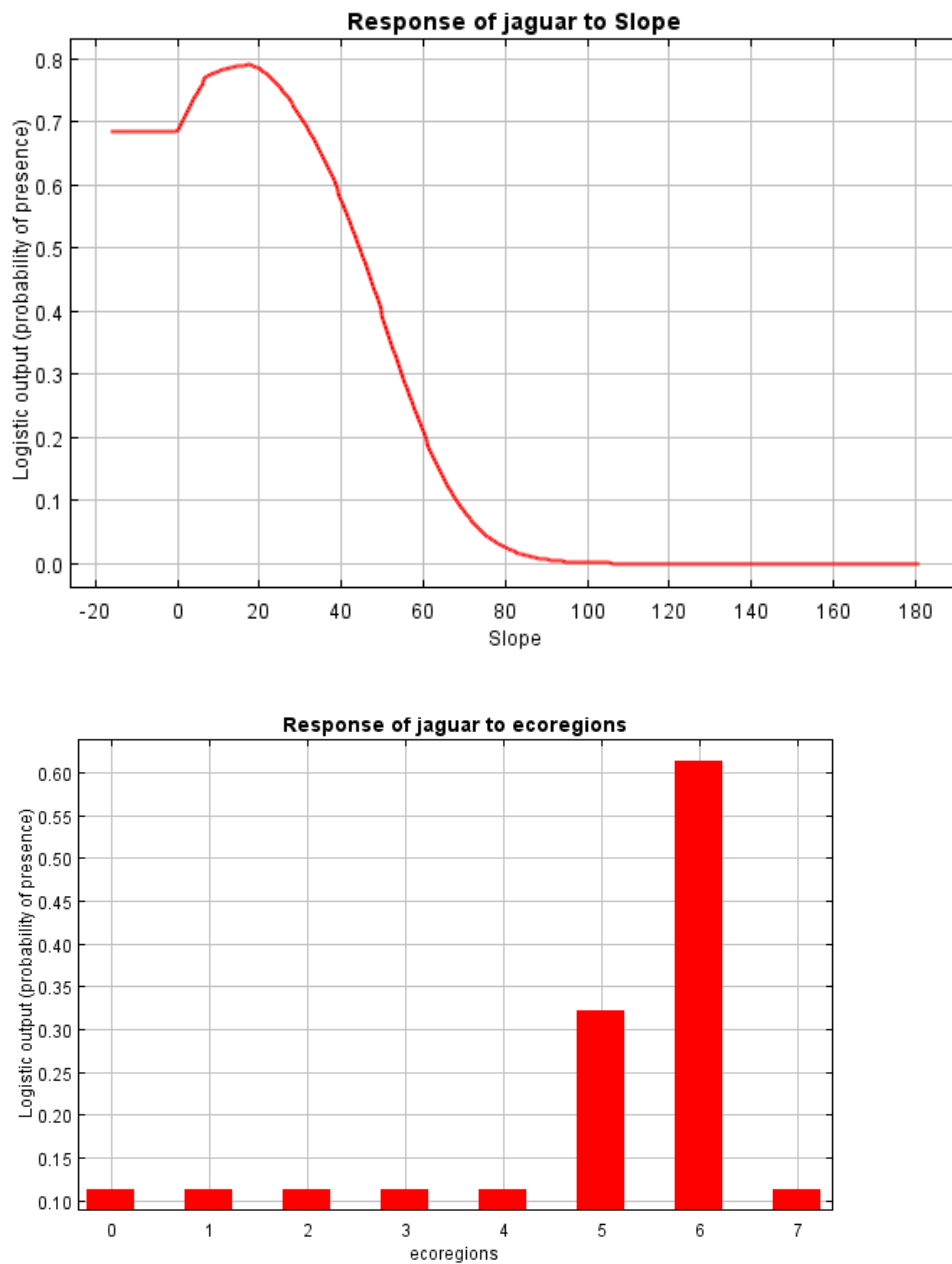 Response of jaguar to Slope
Logistic output (probability of presence)
0.8
0.7
0.6
0.5
0.4
0.3
0.2
0.1
0.0
-20 0 20 40 60 80 100 120 140 160 180
Slope
Response of jaguar to ecoregions
Logistic output (probability of presence)
0.60
0.55
0.50
0.45
0.40
0.35
0.30
0.25
0.20
0.15
0.10
0 1 2 3 4 5 6 7
ecoregions